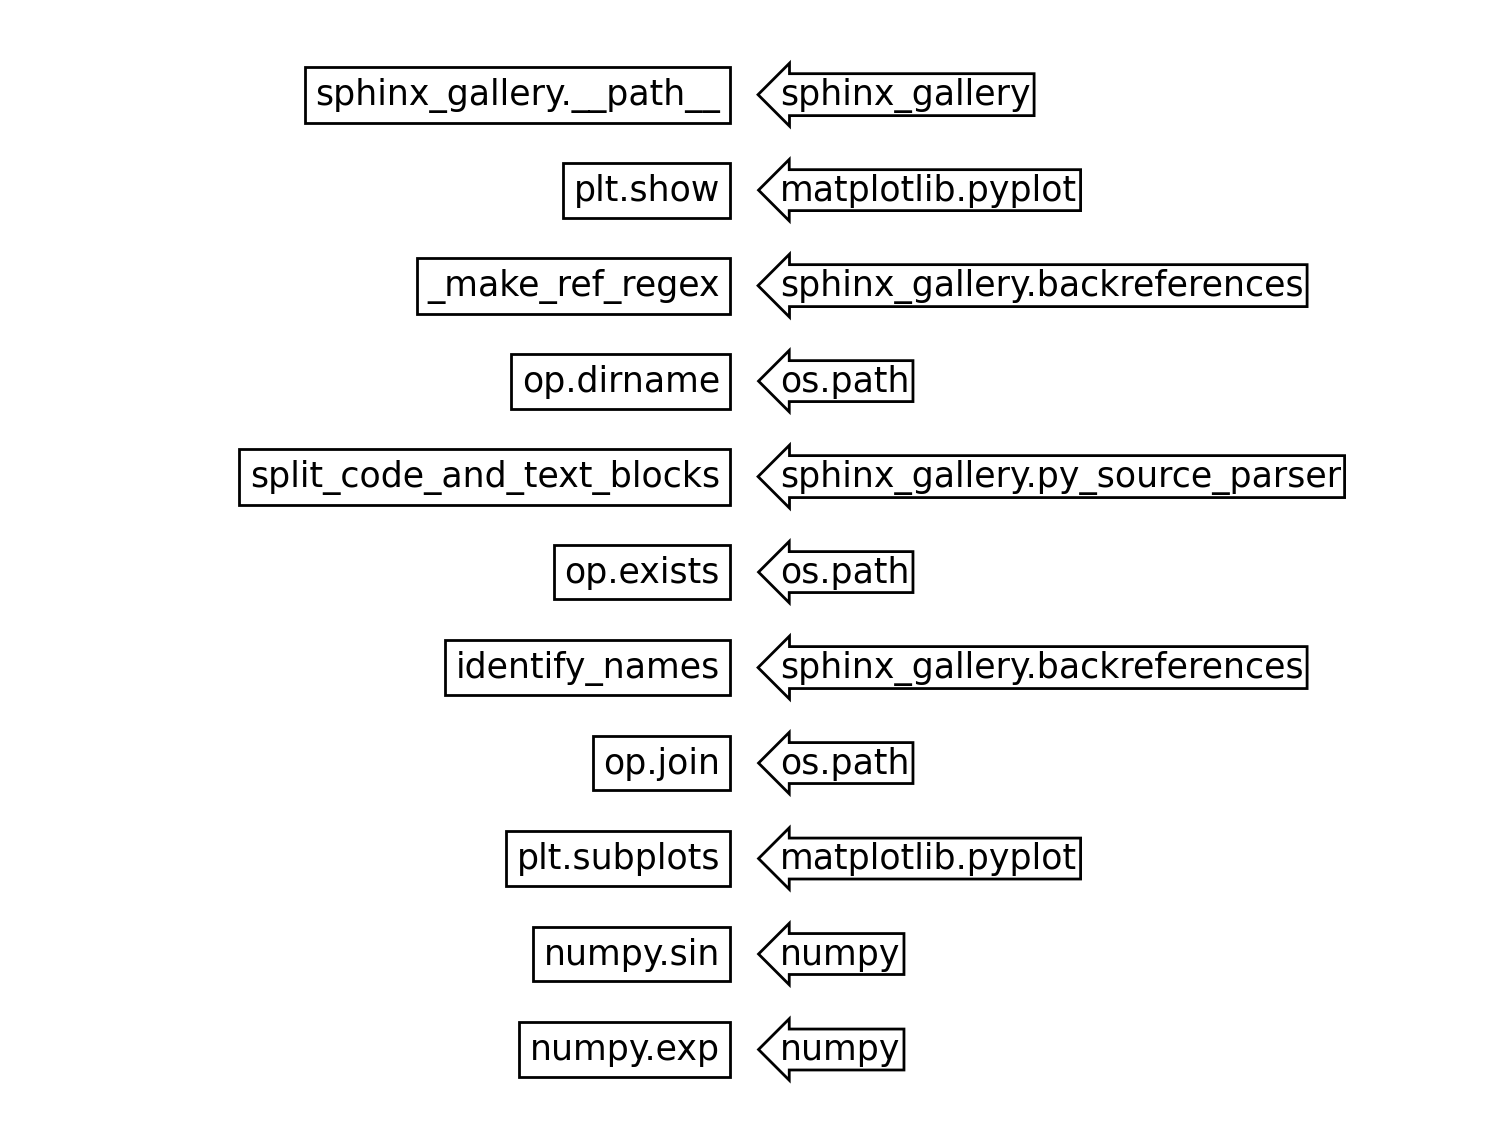 sphinx_gallery.__path__ sphinx_gallery
plt.show matplotlib.pyplot
_make_ref_regex sphinx_gallery.backreferences
op.dirname os.path
split_code_and_text_blocks sphinx_gallery.py_source_parser
op.exists os.path
identify_names sphinx_gallery.backreferences
op.join os.path
plt.subplots matplotlib.pyplot
numpy.sin numpy
numpy.exp numpy